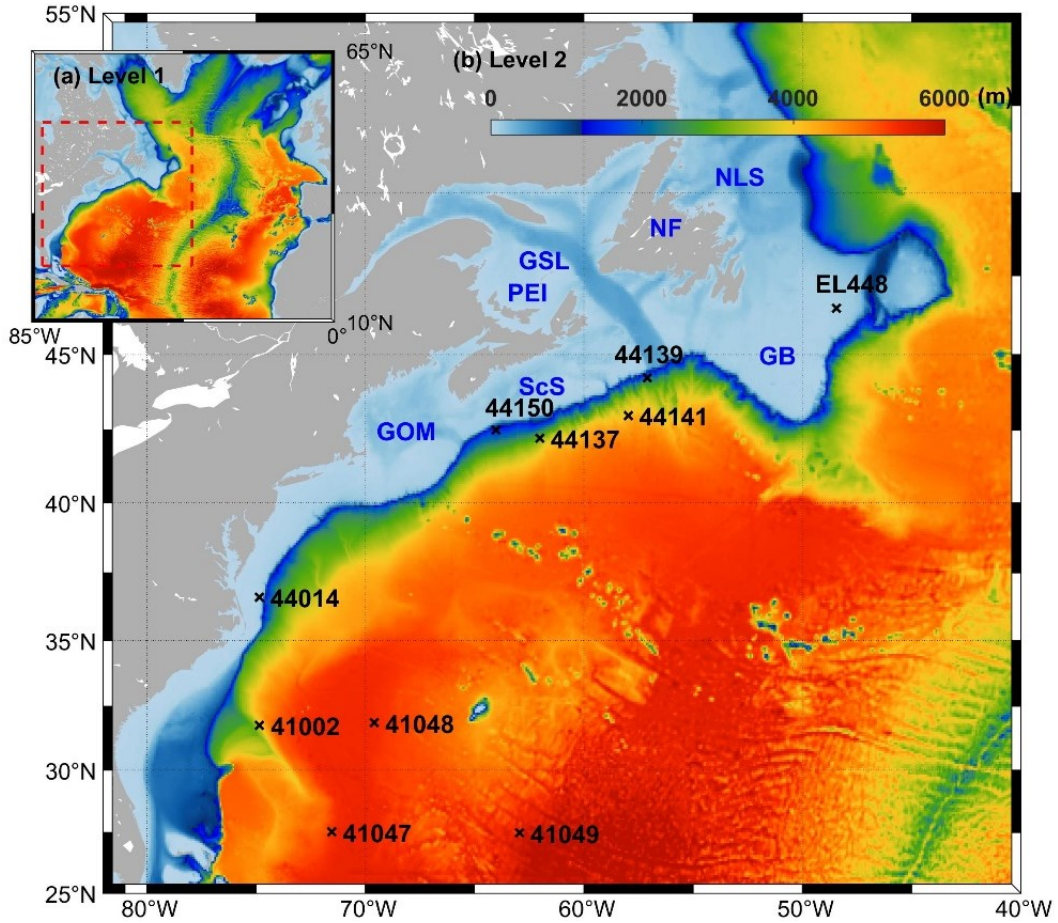 55°N
65°N
(a) Level 1
(b) Level 2
0
2000
4000
6000 (m)
NLS
NF
GSL
PEI
EL448
85°W
0°
10°N
45°N
44139
GB
ScS
44150
44141
GOM
44137
40°N
44014
35°N
41002
41048
30°N
41047
41049
25°N
80°W
70°W
60°W
50°W
40°W